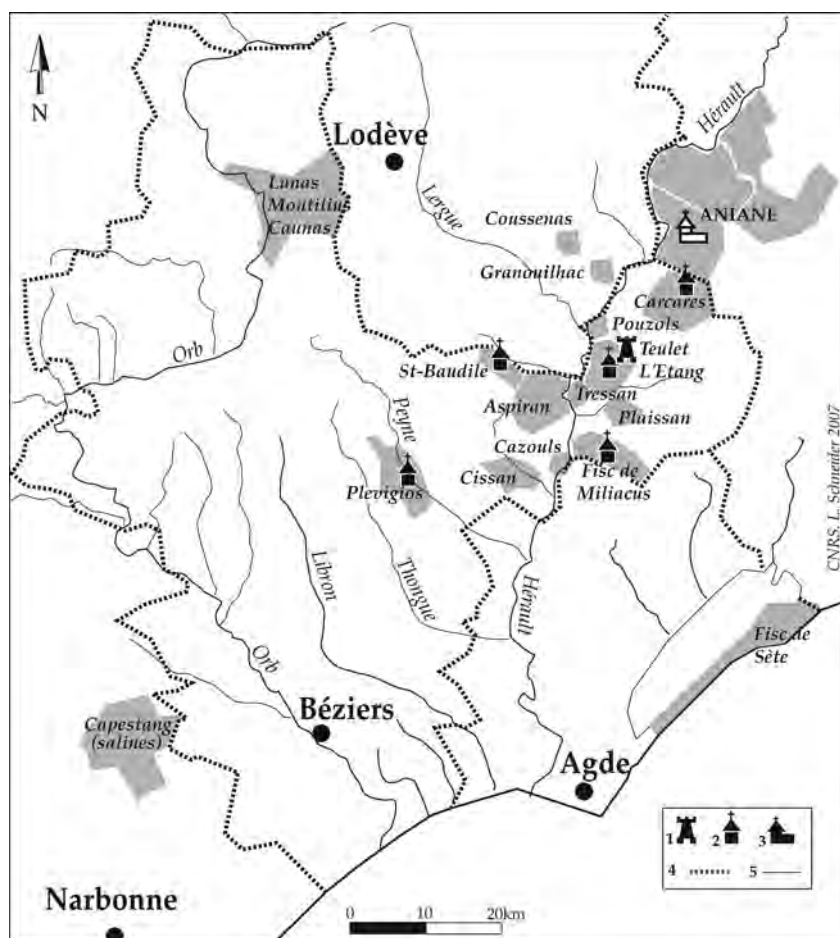 N
Hérault
Lodève
Lunas
Montilius
Caunas
Lergue
Coussenas
ANIANE
Granouilhac
Carcares
Pouzols
Orb
St-Baudile
Teulet
L'Etang
Peyne
Aspiran
Tressan
Plaissan
Cazouls
Plevigios
Cissan
Fisc de
Miliacus
CNRS, L. Schneider 2007
Libron
Thongue
Hérault
Fisc de
Sète
Orb
Capestang
(salines)
Béziers
Agde
1 2 3
4 5
Narbonne
0 10 20km